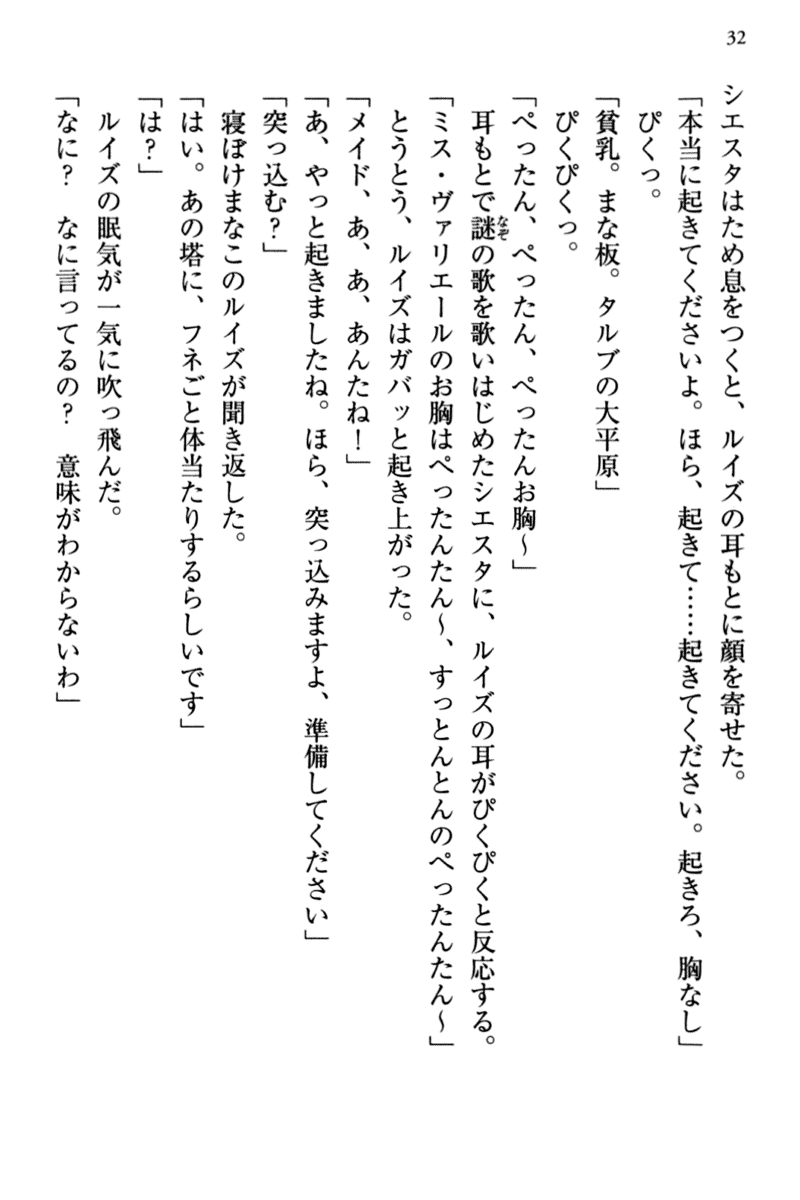 32
シエスタはため息をつくと、ルイズの耳もとに顔を寄せた。
「本当に起きてくださいよ。ほら、起きて……起きてください。起きろ、胸なし」
ぴくっ。
「貧乳。まな板。タルブの大平原」
ぴくぴくっ。
「ぺったん、ぺったん、ぺったんお胸～」
耳もとで謎の歌を歌いはじめたシエスタに、ルイズの耳がぴくぴくと反応する。
「ミス・ヴァリエールのお胸はぺったんたん～、すっとんとんのぺったんたん～」
とうとう、ルイズはガバッと起き上がった。
「メイド、あ、あ、あんたね！」
「あ、やっと起きましたね。ほら、突っ込みますよ、準備してください」
「突っ込む？」
寝ぼけまなこのルイズが聞き返した。
「はい。あの塔に、フネごと体当たりするらしいです」
「は？」
ルイズの眠気が一気に吹っ飛んだ。
「なに？　なに言ってるの？　意味がわからないわ」